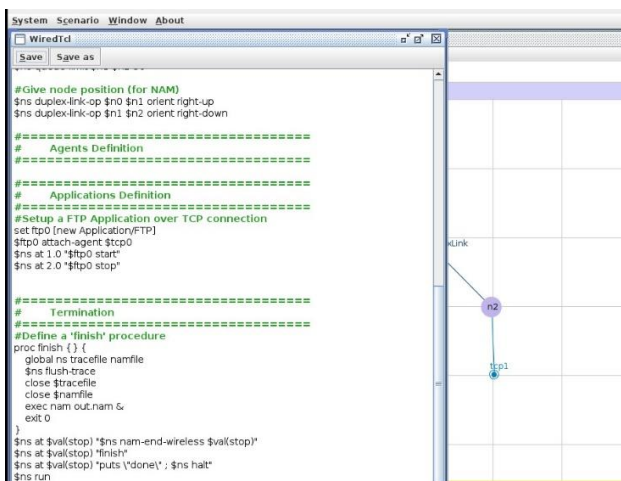 System Scenario Window About
WiredTcl
Save Save as
#Give node position (for NAM)
$ns duplex-link-op $n0 $n1 orient right-up
$ns duplex-link-op $n1 $n2 orient right-down
#===================================
# Agents Definition
#===================================
#===================================
# Applications Definition
#===================================
#Setup a FTP Application over TCP connection
set ftp0 [new Application/FTP]
$ftp0 attach-agent $tcp0
$ns at 1.0 "$ftp0 start"
$ns at 2.0 "$ftp0 stop"
#===================================
# Termination
#===================================
#Define a 'finish' procedure
proc finish { } {
global ns tracefile namfile
$ns flush-trace
close $tracefile
close $namfile
exec nam out.nam &
exit 0
}
$ns at $val(stop) "$ns nam-end-wireless $val(stop)"
$ns at $val(stop) "finish"
$ns at $val(stop) "puts \"done\" ; $ns halt"
$ns run
xLink
n2
tcp1